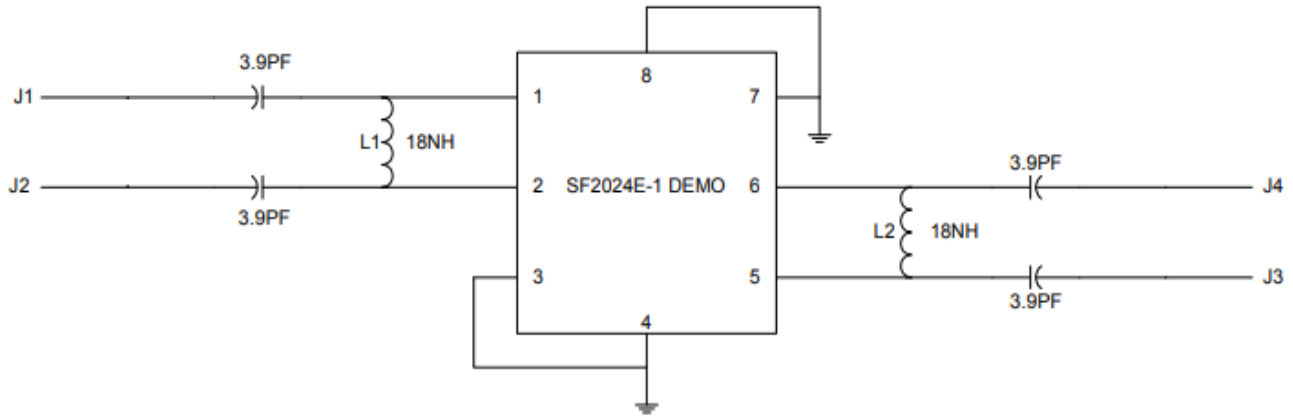 8
3.9PF
J1
1
7
L1 18NH
3.9PF
J2
2 SF2024E-1 DEMO 6
J4
3.9PF
L2 18NH
3
5
J3
3.9PF
4